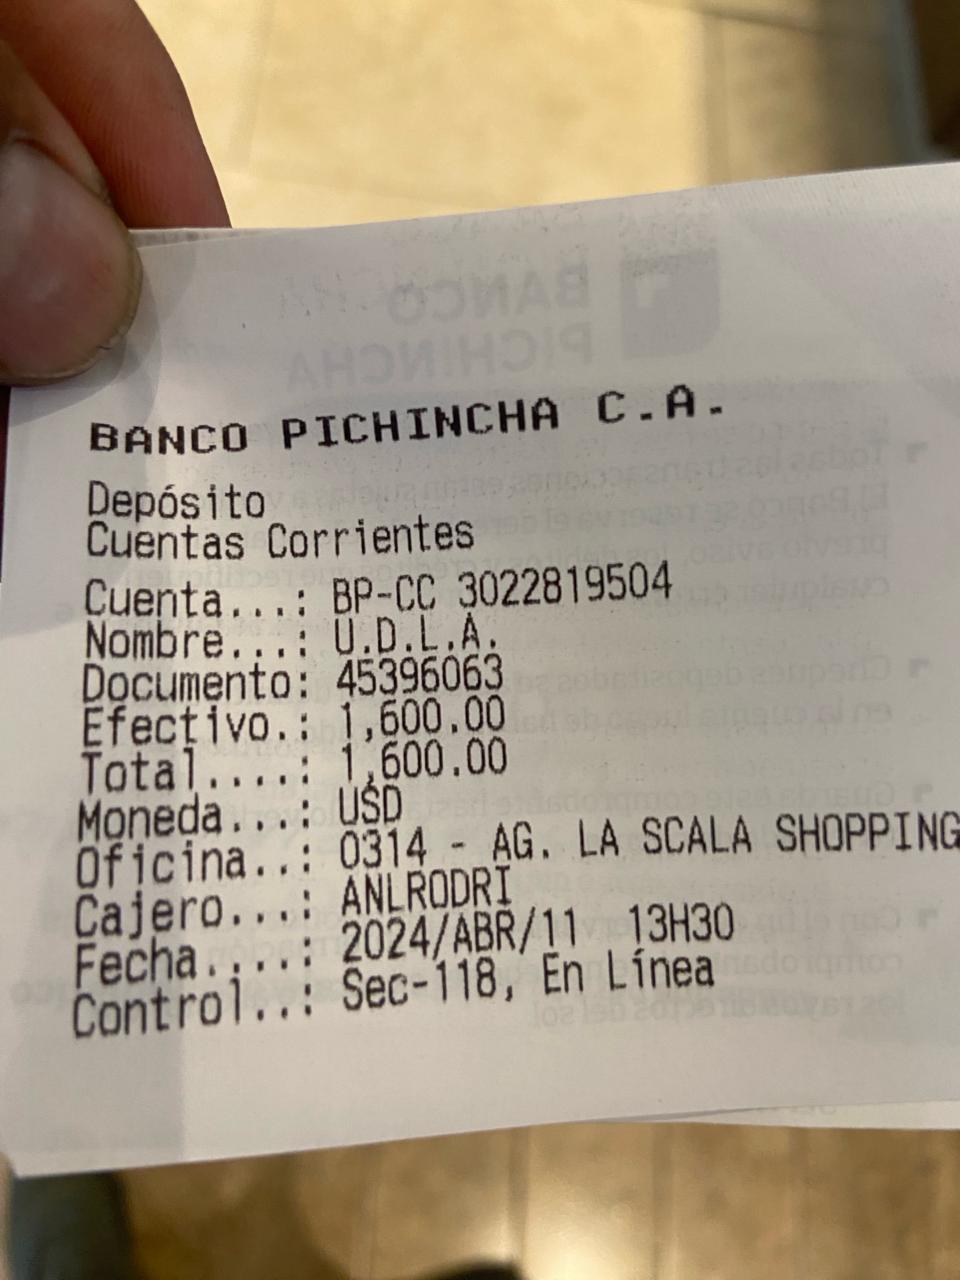 BANCO PICHINCHA C.A.
Depósito
Cuentas Corrientes
Cuenta...: BP-CC 3022819504
Nombre...: U.D.L.A.
Documento: 45396063
Efectivo.: 1,600.00
Total....: 1,600.00
Moneda...: USD
Oficina..: 0314 - AG. LA SCALA SHOPPING
Cajero...: ANLRODRI
Fecha....: 2024/ABR/11 13H30
Control..: Sec-118, En Línea
BANCO
PICHINCHA